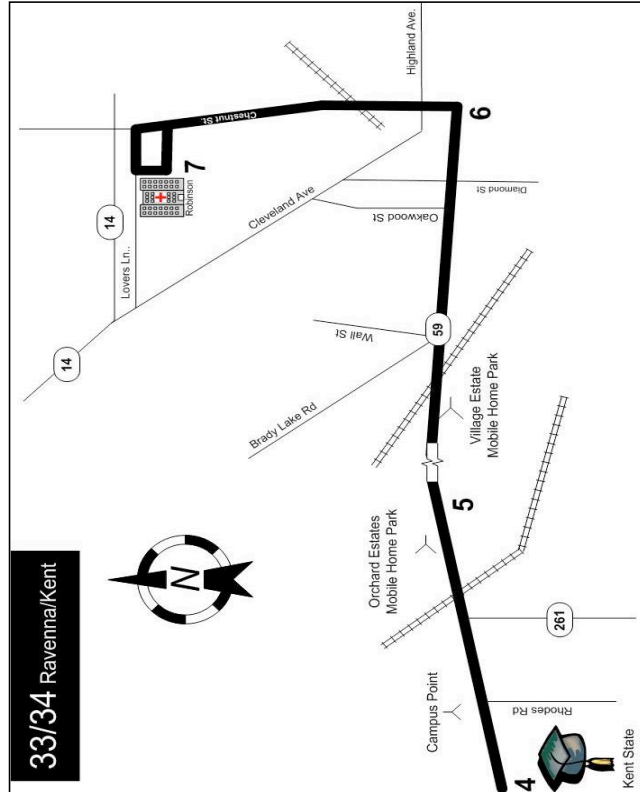 33/34 Ravenna/Kent
N
Highland Ave.
Chestnut St.
6
7
Robinson
14
Lovers Ln..
Cleveland Ave
Diamond St
Oakwood St
14
Wall St
59
Brady Lake Rd
Village Estate
Mobile Home Park
5
Orchard Estates
Mobile Home Park
261
Campus Point
Rhodes Rd
4
Kent State